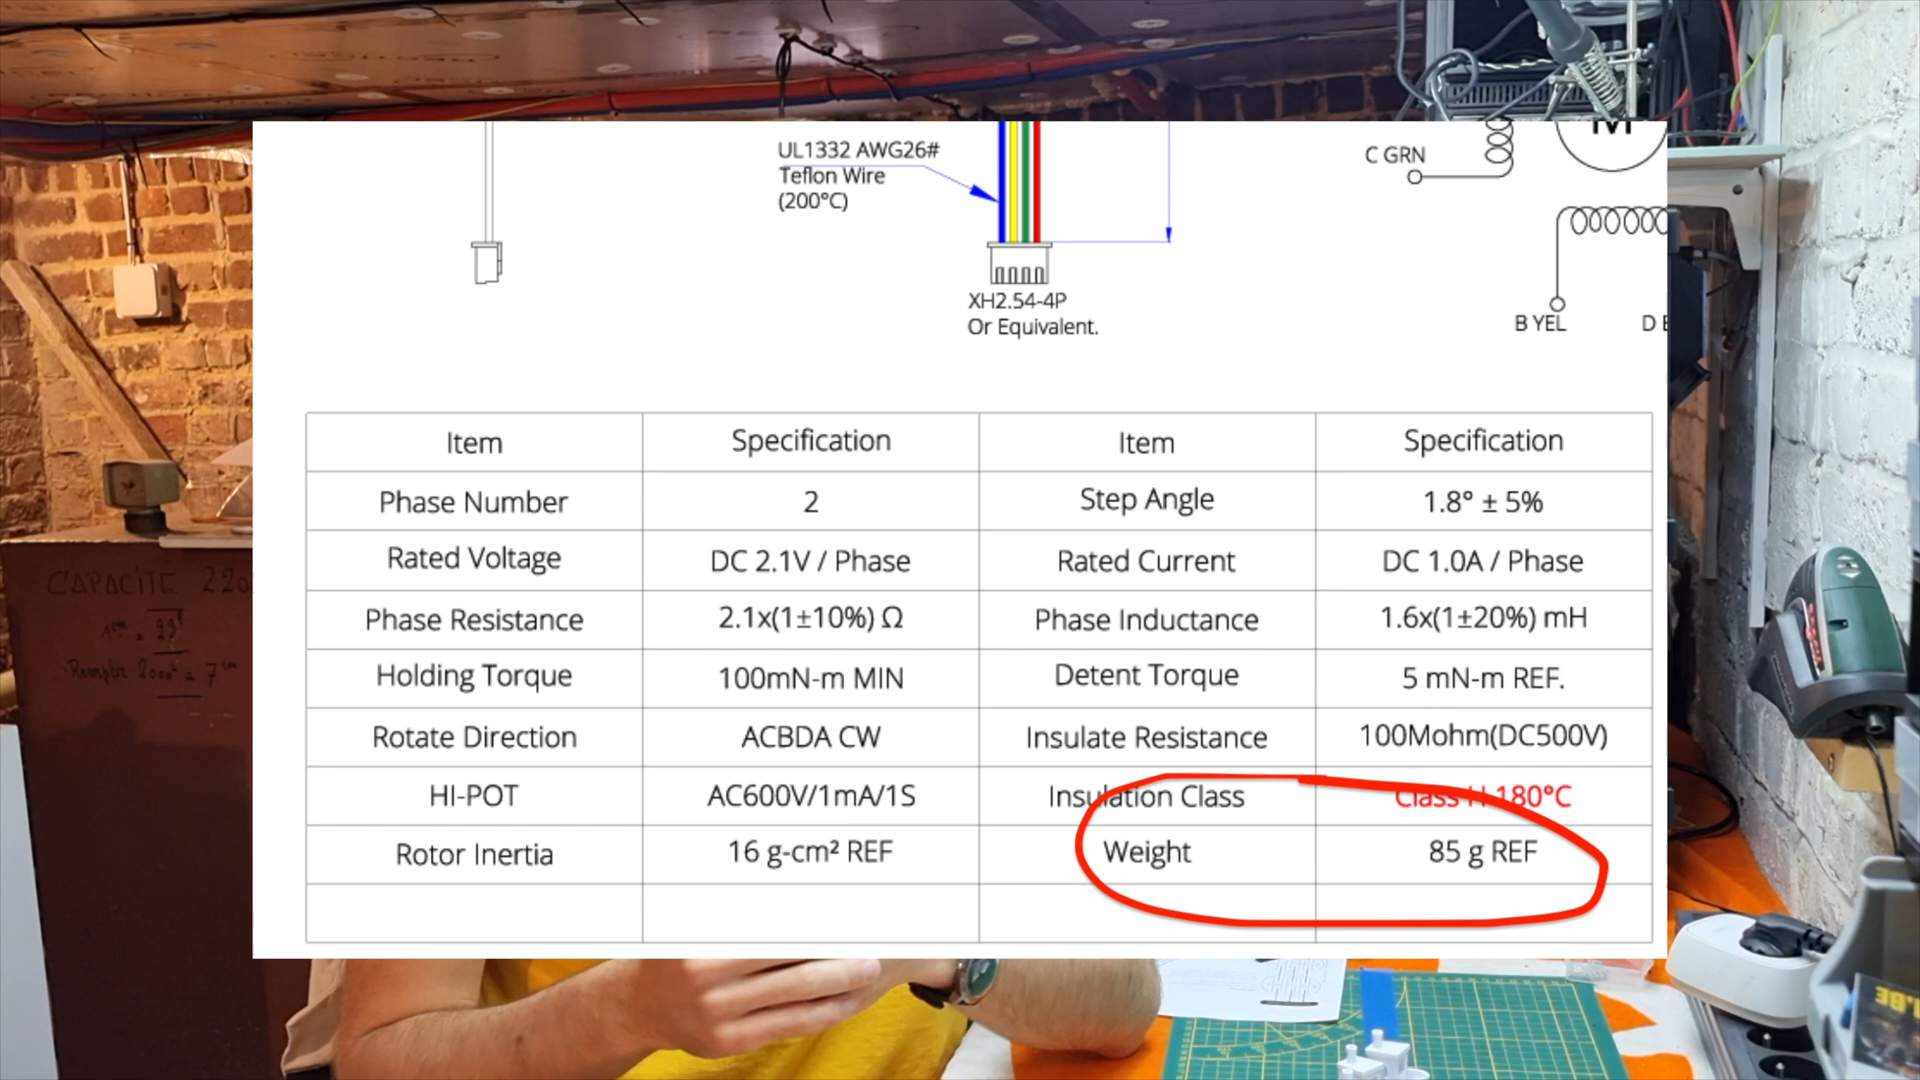 UL1332 AWG26#
Teflon Wire
(200°C)
XH2.54-4P
Or Equivalent.
C GRN
M
B YEL
D
Item Specification Item Specification
Phase Number 2 Step Angle 1.8° ± 5%
Rated Voltage DC 2.1V / Phase Rated Current DC 1.0A / Phase
Phase Resistance 2.1x(1±10%) Ω Phase Inductance 1.6x(1±20%) mH
Holding Torque 100mN-m MIN Detent Torque 5 mN-m REF.
Rotate Direction ACBDA CW Insulate Resistance 100Mohm(DC500V)
HI-POT AC600V/1mA/1S Insulation Class Class H 180°C
Rotor Inertia 16 g-cm² REF Weight 85 g REF
CAPACITÉ 220